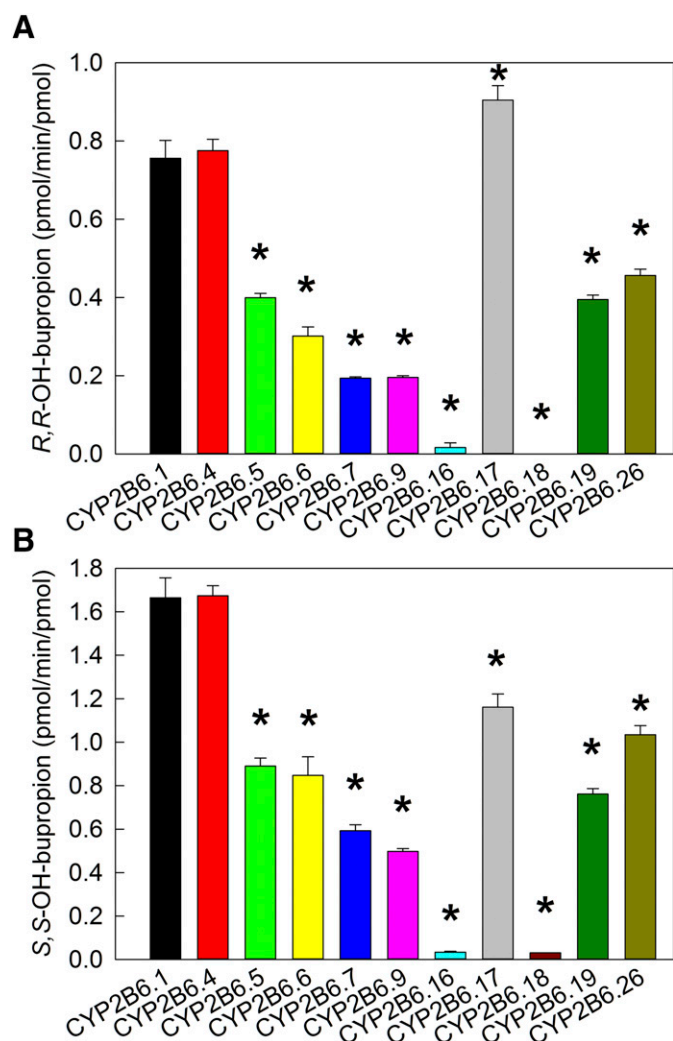 A
R,R-OH-bupropion (pmol/min/pmol)
1.0
0.8
0.6
0.4
0.2
0.0
* * * * * * * * *
CYP2B6.1
CYP2B6.4
CYP2B6.5
CYP2B6.6
CYP2B6.7
CYP2B6.9
CYP2B6.16
CYP2B6.17
CYP2B6.18
CYP2B6.19
CYP2B6.26
B
S,S-OH-bupropion (pmol/min/pmol)
1.8
1.6
1.4
1.2
1.0
0.8
0.6
0.4
0.2
0.0
* * * * * * * * *
CYP2B6.1
CYP2B6.4
CYP2B6.5
CYP2B6.6
CYP2B6.7
CYP2B6.9
CYP2B6.16
CYP2B6.17
CYP2B6.18
CYP2B6.19
CYP2B6.26